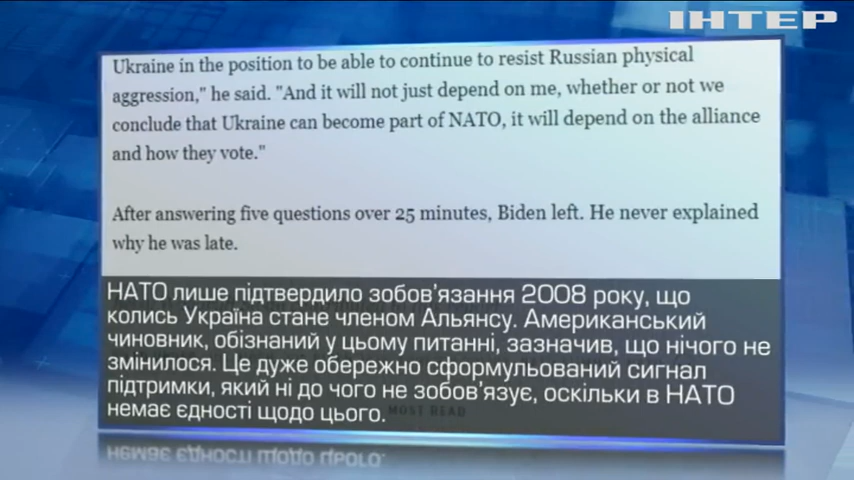 ІНТЕР
Ukraine in the position to be able to continue to resist Russian physical
aggression," he said. "And it will not just depend on me, whether or not we
conclude that Ukraine can become part of NATO, it will depend on the alliance
and how they vote."
After answering five questions over 25 minutes, Biden left. He never explained
why he was late.
НАТО лише підтвердило зобов'язання 2008 року, що
колись Україна стане членом Альянсу. Американський
чиновник, обізнаний у цьому питанні, зазначив, що нічого не
змінилося. Це дуже обережно сформульований сигнал
підтримки, який ні до чого не зобов'язує, оскільки в НАТО
немає єдності щодо цього.
MOST READ